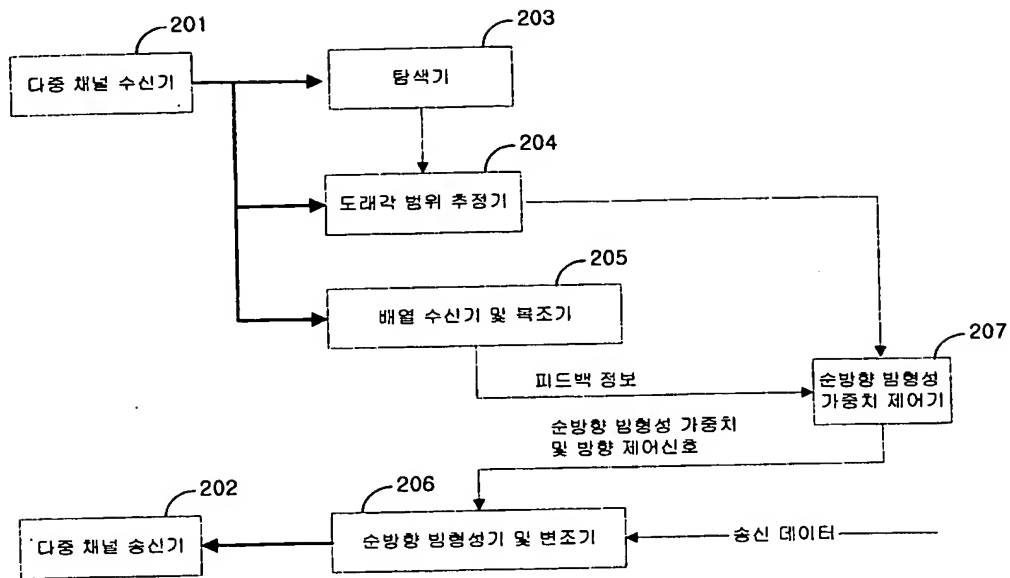 201
다중 채널 수신기
203
탐색기
204
도래각 범위 추정기
205
배열 수신기 및 복조기
207
순방향 빔형성
가중치 제어기
피드백 정보
순방향 빔형성 가중치
및 방향 제어신호
202
다중 채널 송신기
206
순방향 빔형성기 및 변조기
송신 데이터